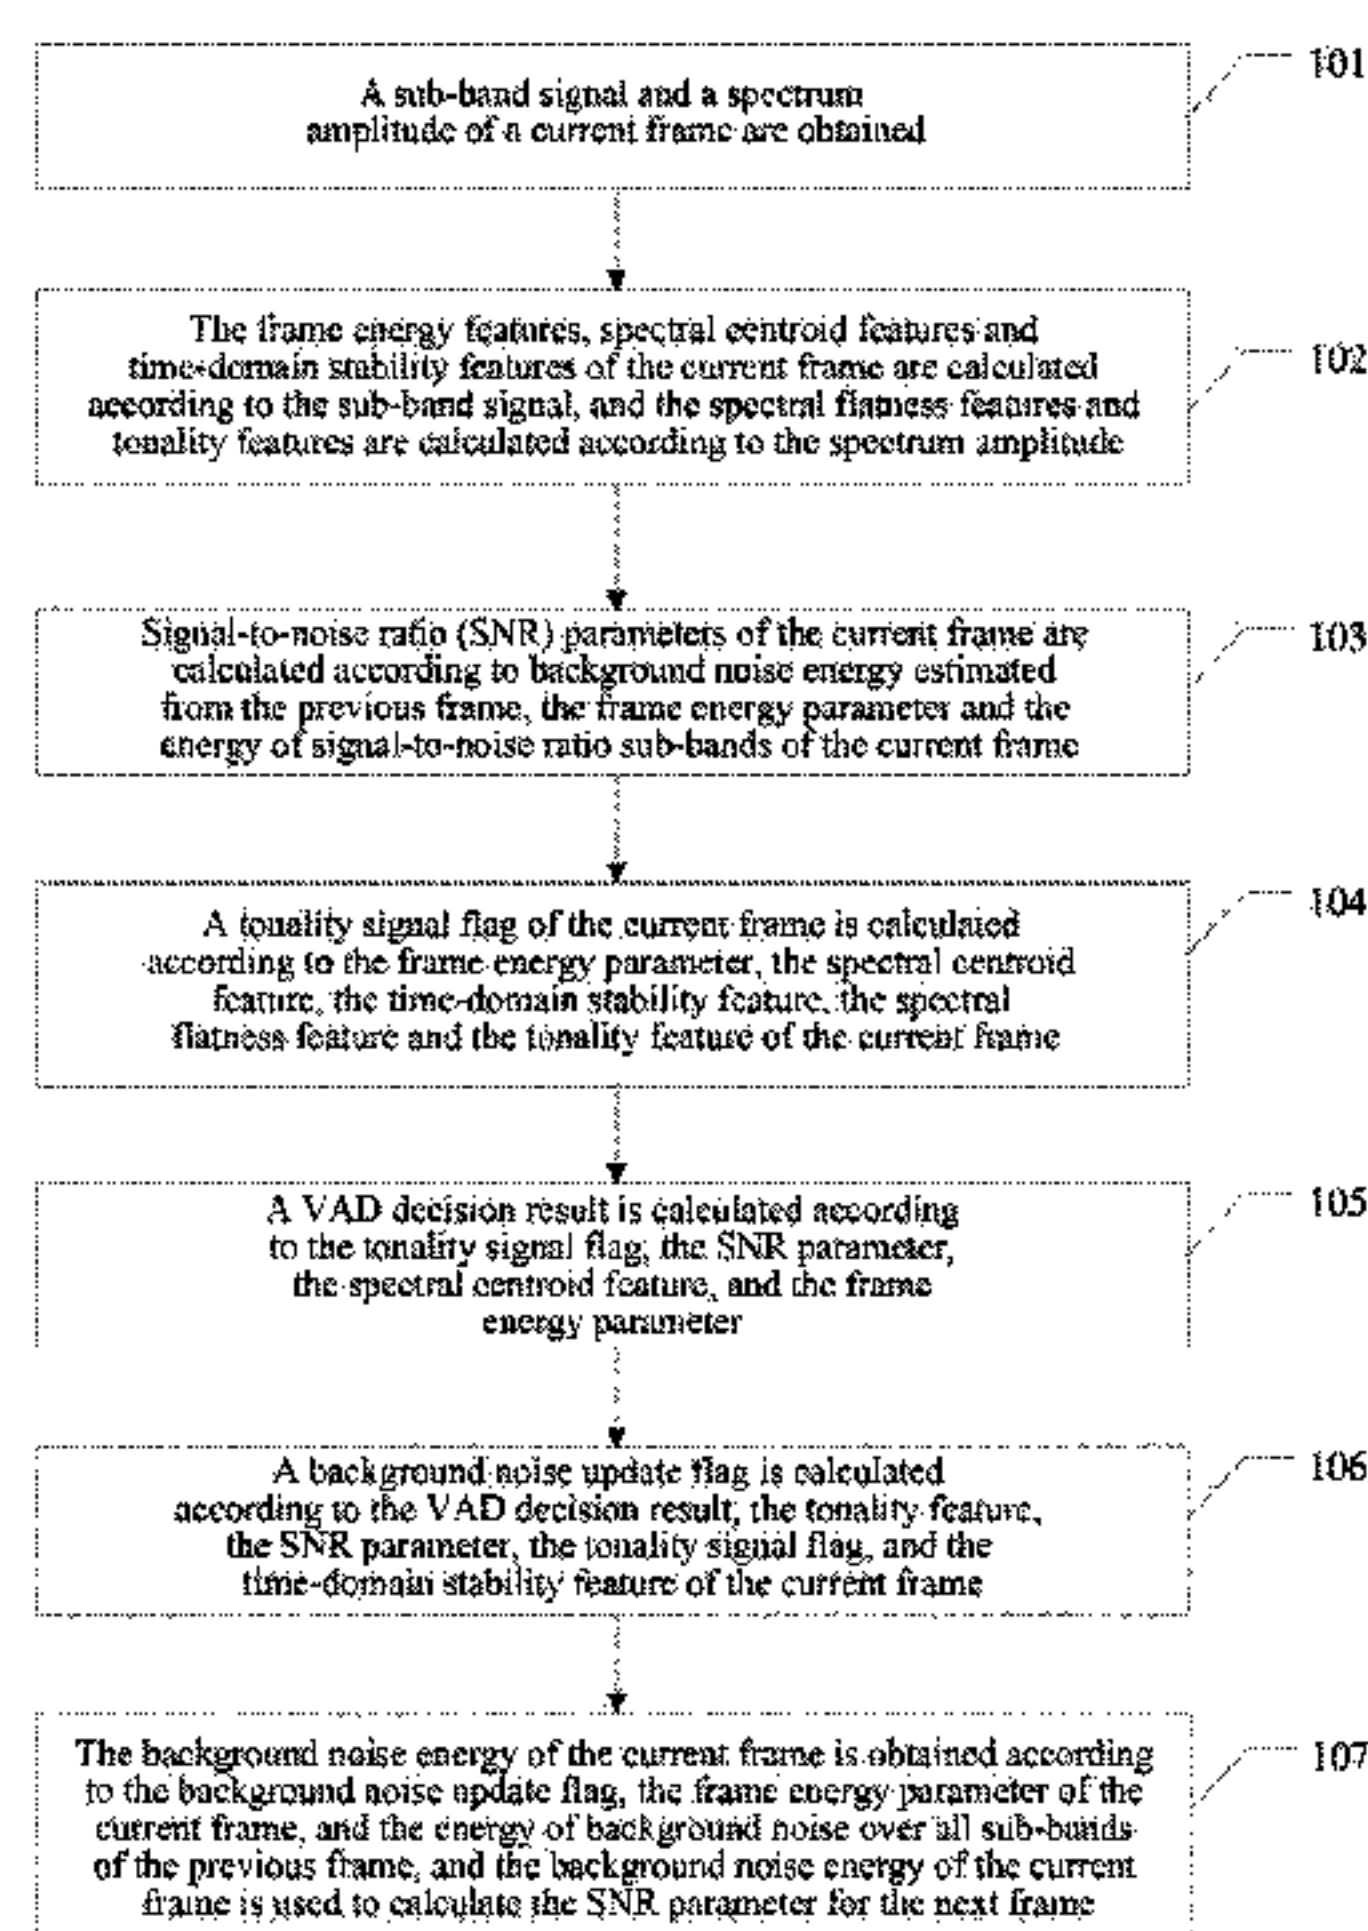 A sub-band signal and a spectrum
amplitude of a current frame are obtained
101
The frame energy features, spectral centroid features and
time-domain stability features of the current frame are calculated
according to the sub-band signal, and the spectral flatness features and
tonality features are calculated according to the spectrum amplitude
102
Signal-to-noise ratio (SNR) parameters of the current frame are
calculated according to background noise energy estimated
from the previous frame, the frame energy parameter and the
energy of signal-to-noise ratio sub-bands of the current frame
103
A tonality signal flag of the current frame is calculated
according to the frame energy parameter, the spectral centroid
feature, the time-domain stability feature, the spectral
flatness feature and the tonality feature of the current frame
104
A VAD decision result is calculated according
to the tonality signal flag, the SNR parameter,
the spectral centroid feature, and the frame
energy parameter
105
A background noise update flag is calculated
according to the VAD decision result, the tonality feature,
the SNR parameter, the tonality signal flag, and the
time-domain stability feature of the current frame
106
The background noise energy of the current frame is obtained according
to the background noise update flag, the frame energy parameter of the
current frame, and the energy of background noise over all sub-bands
of the previous frame, and the background noise energy of the current
frame is used to calculate the SNR parameter for the next frame
107